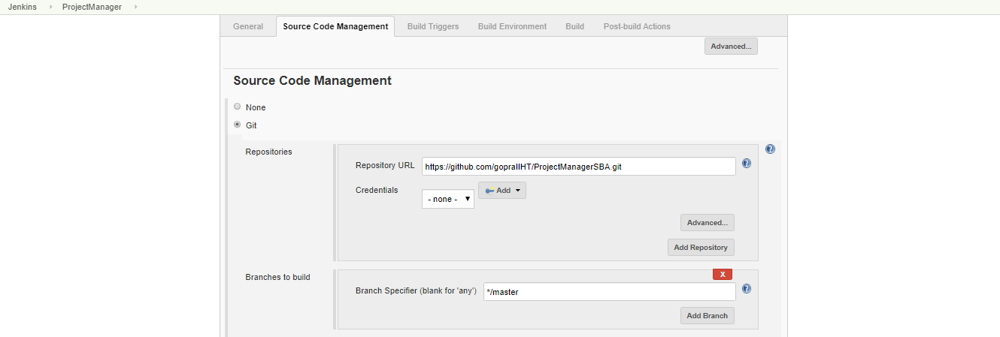 Jenkins ProjectManager
General Source Code Management Build Triggers Build Environment Build Post-build Actions
Advanced...
Source Code Management
None
Git
Repositories
Repository URL https://github.com/gopraIIHT/ProjectManagerSBA.git
Credentials - none - Add
Advanced...
Add Repository
Branches to build
X
Branch Specifier (blank for 'any') */master
Add Branch